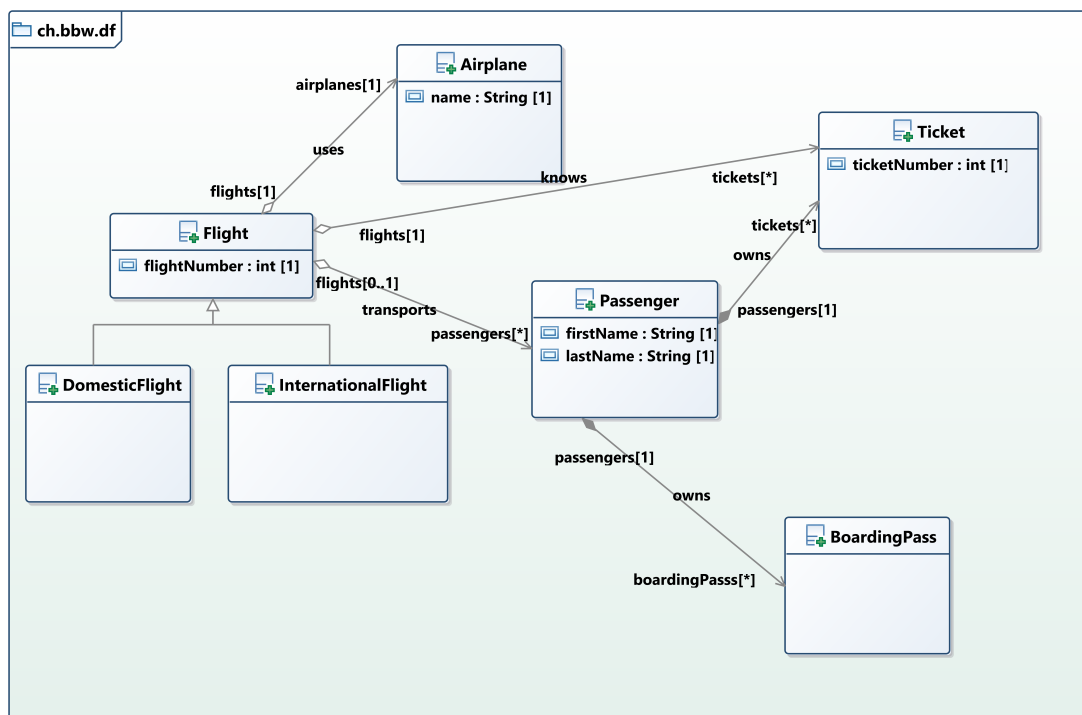 ch.bbw.df
Airplane
name : String [1]
airplanes[1]
uses
flights[1]
Ticket
ticketNumber : int [1]
knows
tickets[*]
flights[1]
tickets[*]
owns
passengers[1]
Flight
flightNumber : int [1]
flights[0..1]
transports
passengers[*]
Passenger
firstName : String [1]
lastName : String [1]
DomesticFlight
InternationalFlight
passengers[1]
owns
boardingPasss[*]
BoardingPass